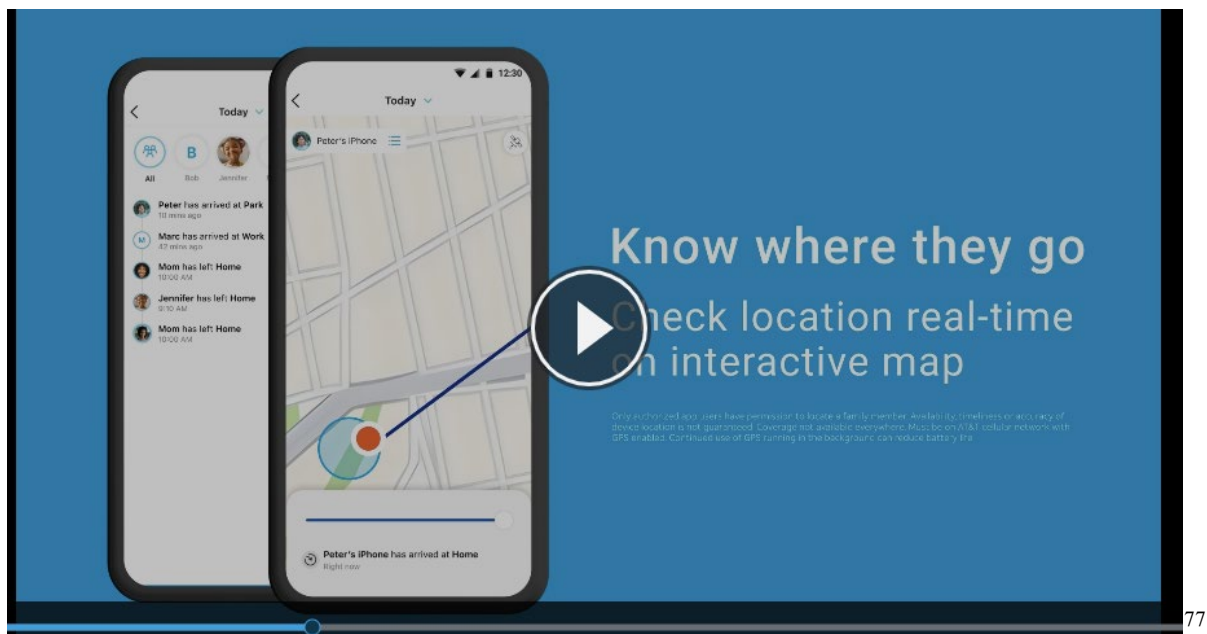 Today
All
Bob
Jennifer
Peter has arrived at Park
Marc has arrived at Work
42 mins ago
Mom has left Home
10:00 AM
Jennifer has left Home
9:10 AM
Mom has left Home
10:00 AM
B
M
12:30
Today
Peter's iPhone
Peter's iPhone has arrived at Home
Right now
Know where they go
Check location real-time
on interactive map
Only authorized app users have permission to locate a family member. Availability, timeliness or accuracy of
device location is not guaranteed. Coverage not available everywhere. Must be on AT&T cellular network with
GPS enabled. Continued use of GPS running in the background can reduce battery life
77